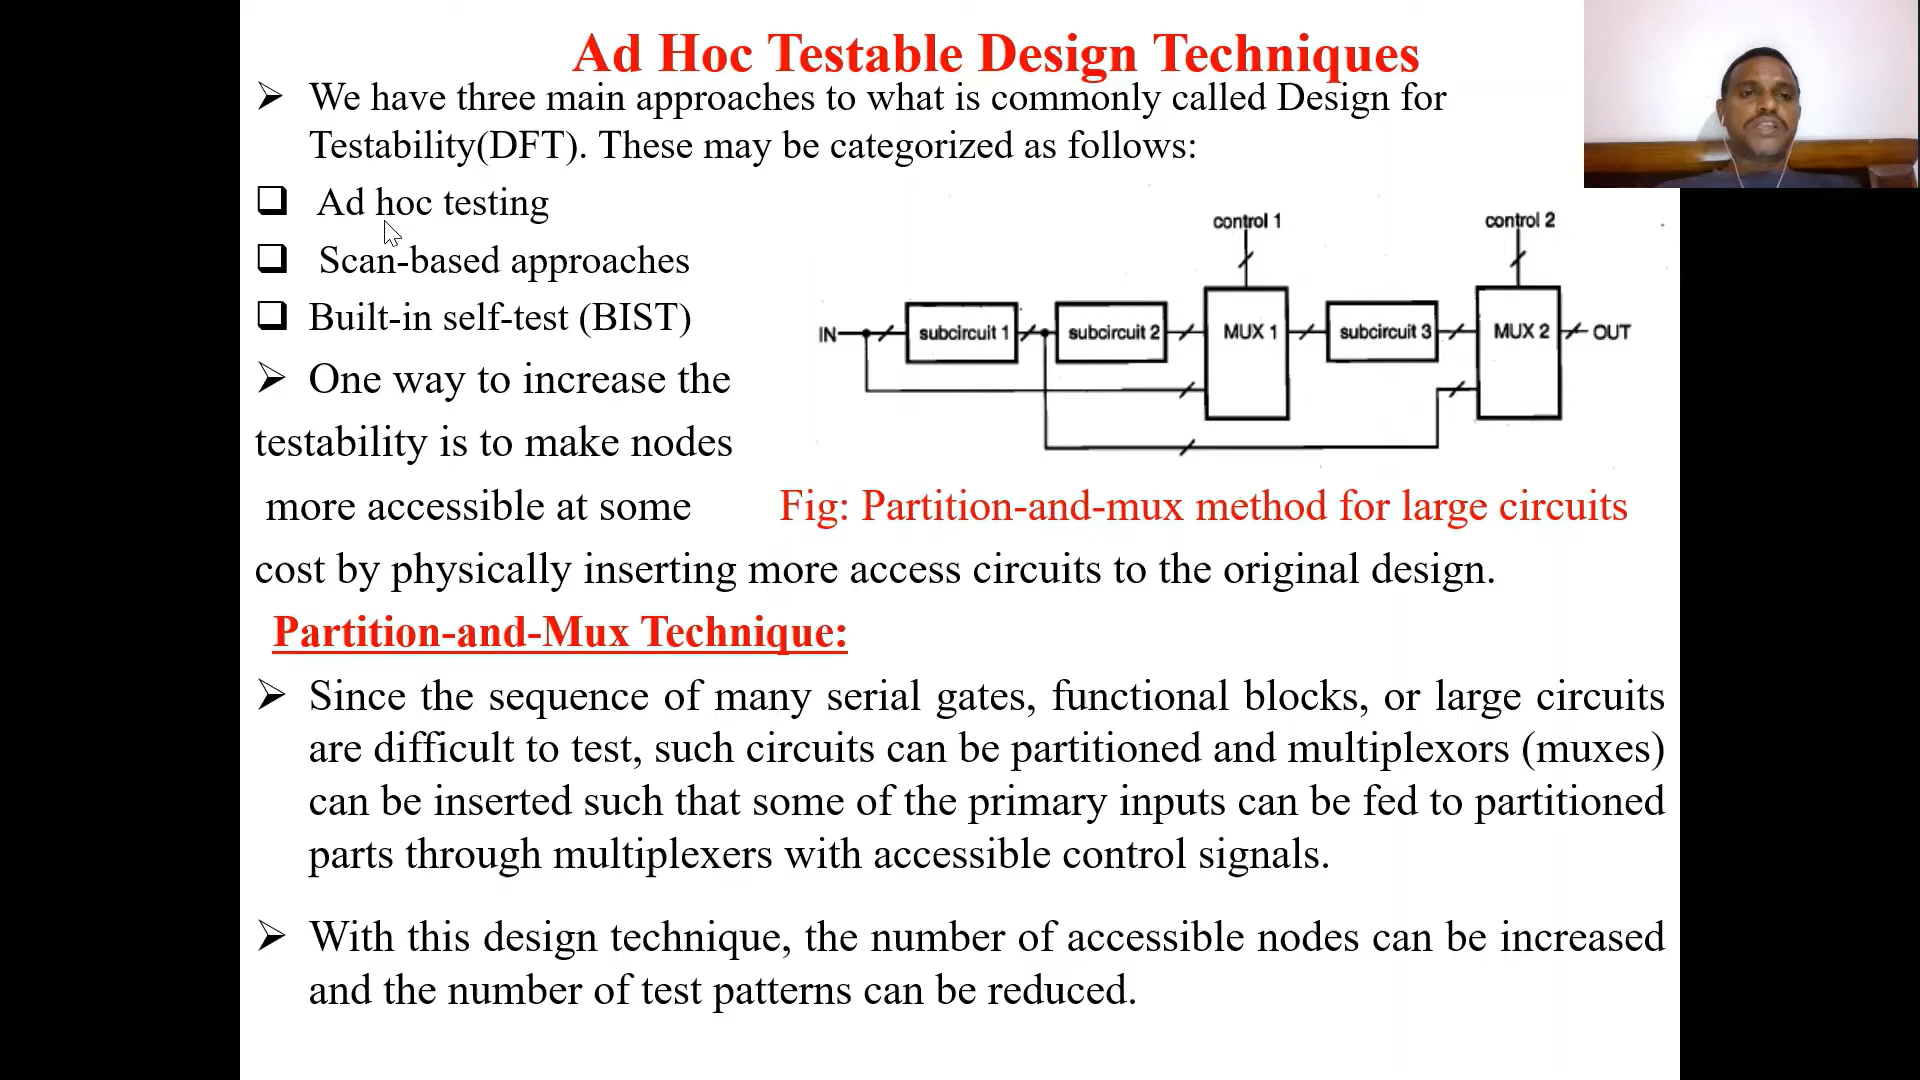 Ad Hoc Testable Design Techniques
We have three main approaches to what is commonly called Design for
Testability(DFT). These may be categorized as follows:
Ad hoc testing
Scan-based approaches
Built-in self-test (BIST)
One way to increase the
testability is to make nodes
more accessible at some
cost by physically inserting more access circuits to the original design.
control 1
control 2
IN
subcircuit 1
subcircuit 2
MUX 1
subcircuit 3
MUX 2
OUT
Fig: Partition-and-mux method for large circuits
Partition-and-Mux Technique:
Since the sequence of many serial gates, functional blocks, or large circuits
are difficult to test, such circuits can be partitioned and multiplexors (muxes)
can be inserted such that some of the primary inputs can be fed to partitioned
parts through multiplexers with accessible control signals.
With this design technique, the number of accessible nodes can be increased
and the number of test patterns can be reduced.